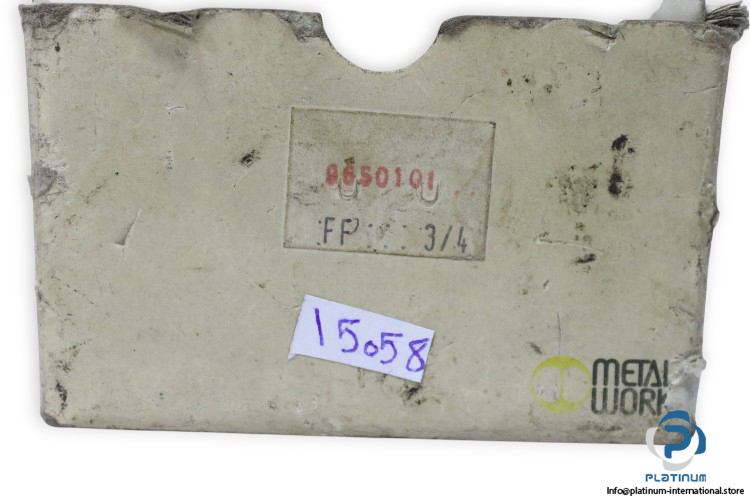 9650101
FP 3/4
15058
METAL
WORK
PLATINUM
Info@platinum-international.store